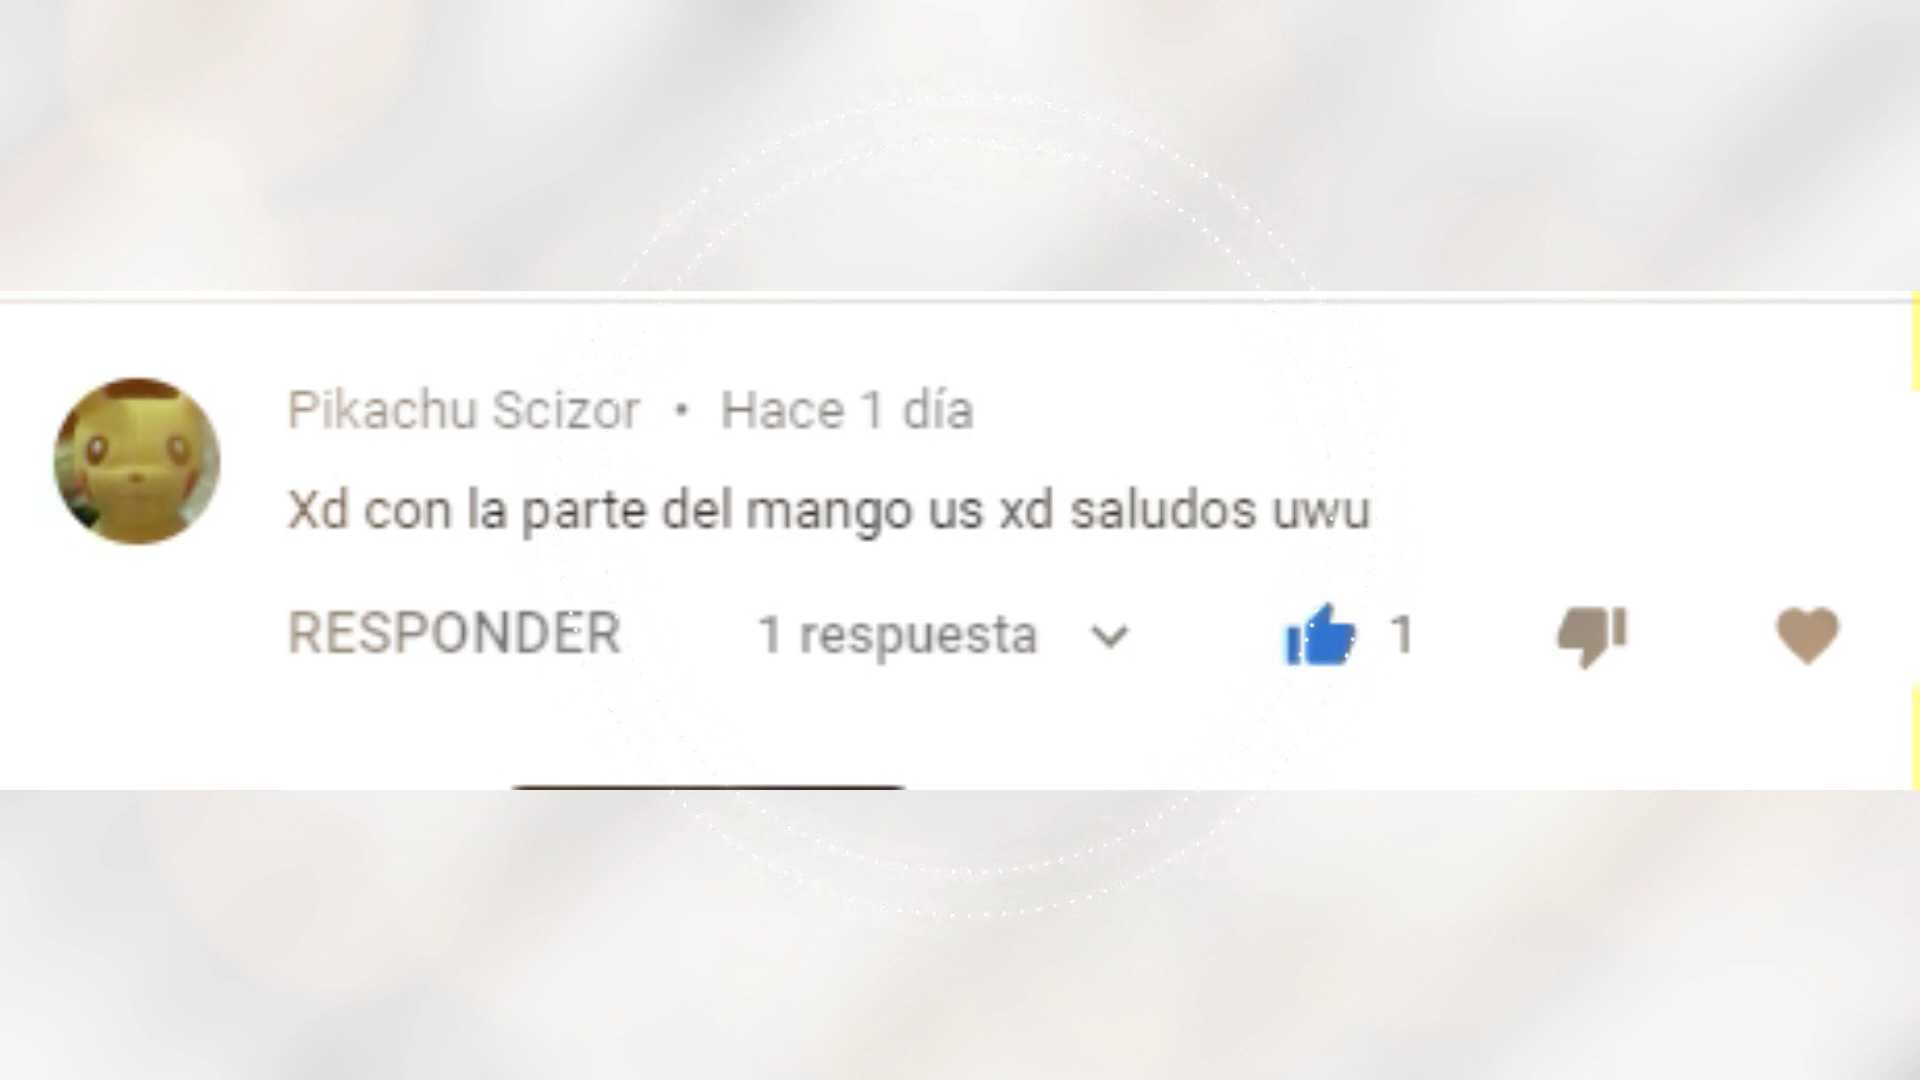 Pikachu Scizor • Hace 1 día
Xd con la parte del mango us xd saludos uwu
RESPONDER 1 respuesta 1